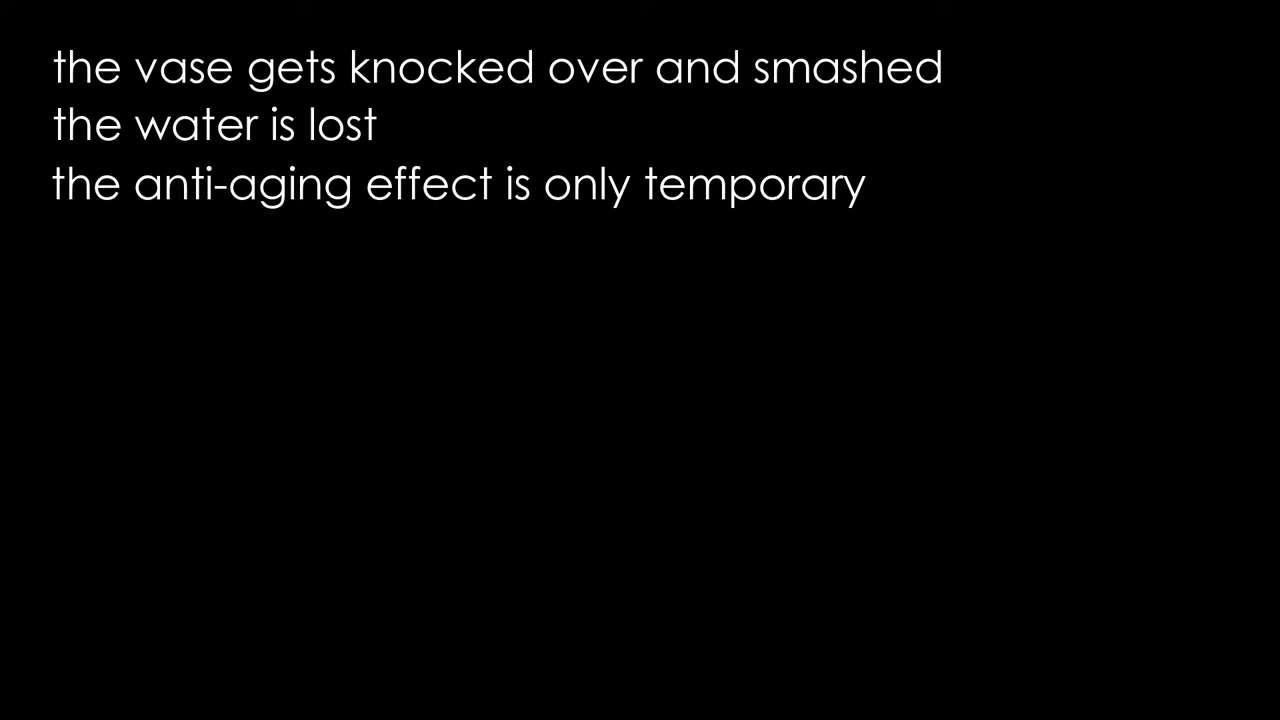 the vase gets knocked over and smashed
the water is lost
the anti-aging effect is only temporary